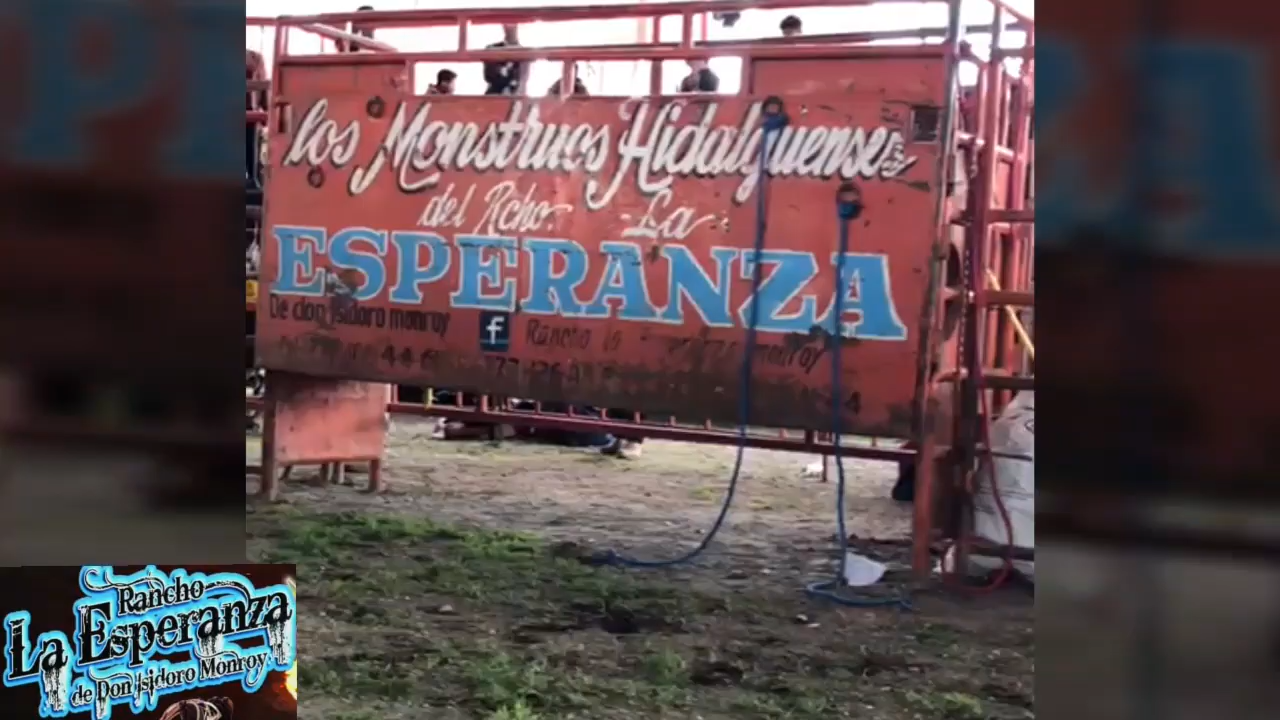 los Monstruos Hidalguenses
del Rcho. La
ESPERANZA
De don Isidoro monroy
f Rancho la monroy
Rancho
La Esperanza
de Don Isidoro Monroy